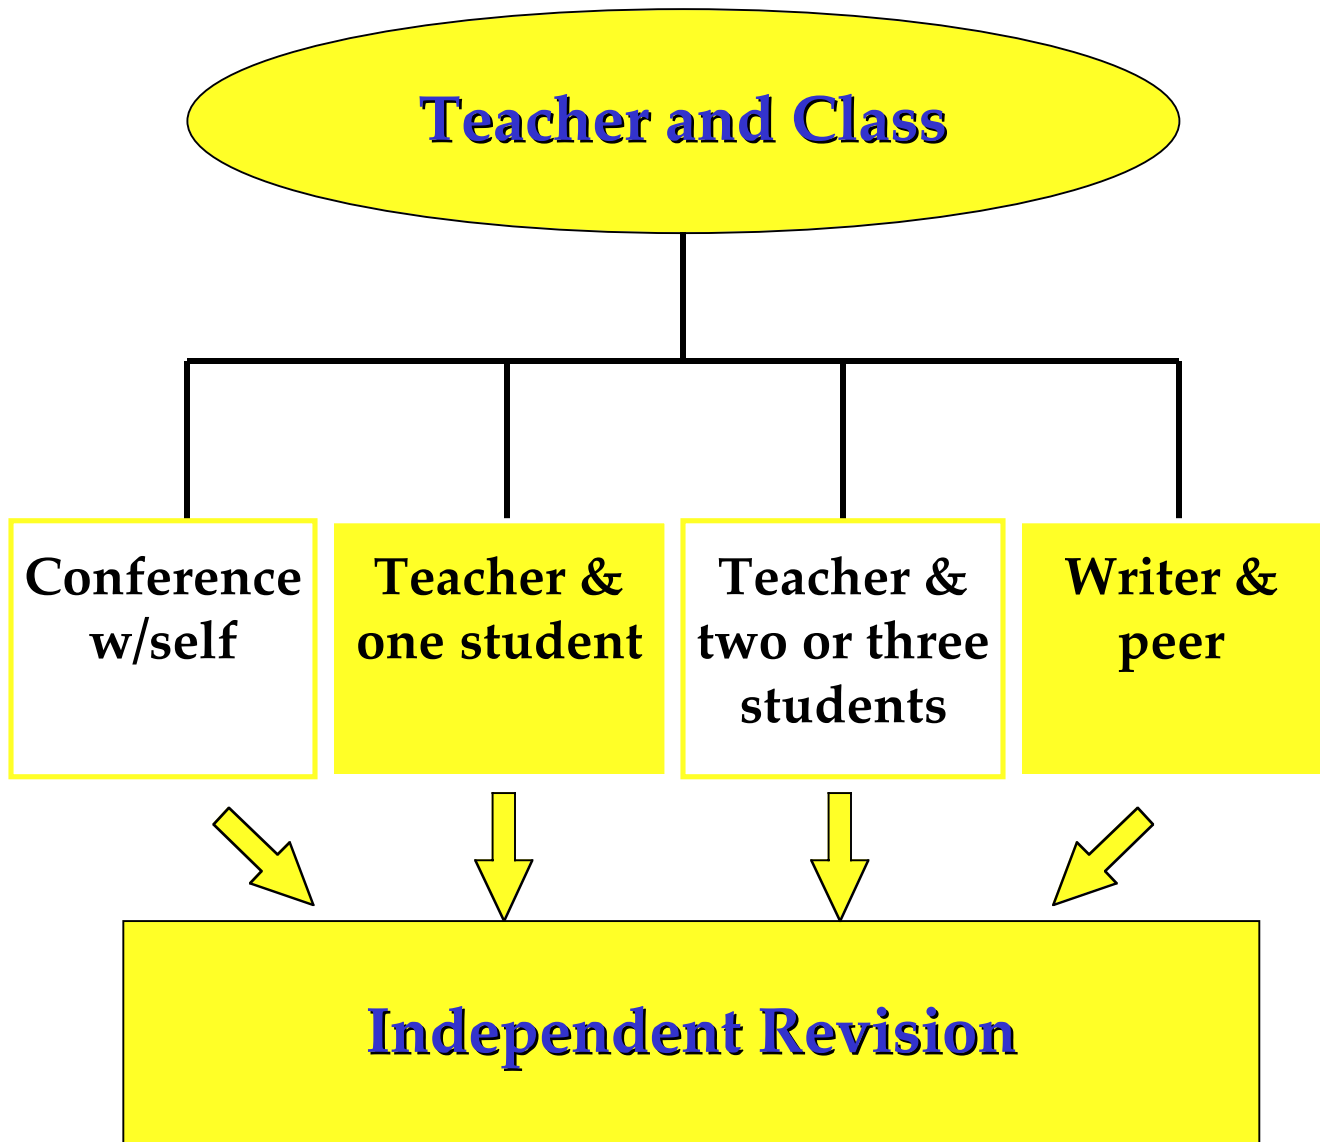 Teacher and Class
Conference
w/self
Teacher &
one student
Teacher &
two or three
students
Writer &
peer
Independent Revision